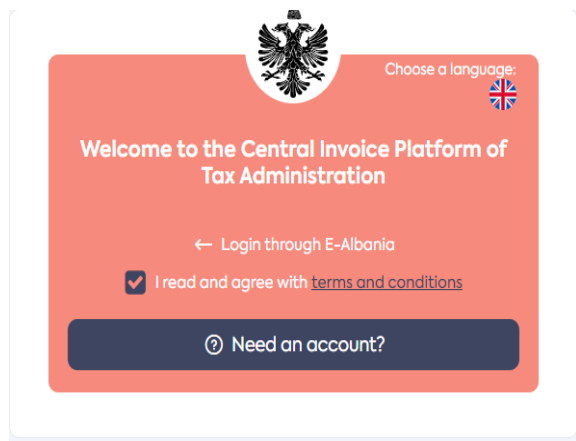 Choose a language:
Welcome to the Central Invoice Platform of
Tax Administration
← Login through E-Albania
I read and agree with terms and conditions
Need an account?